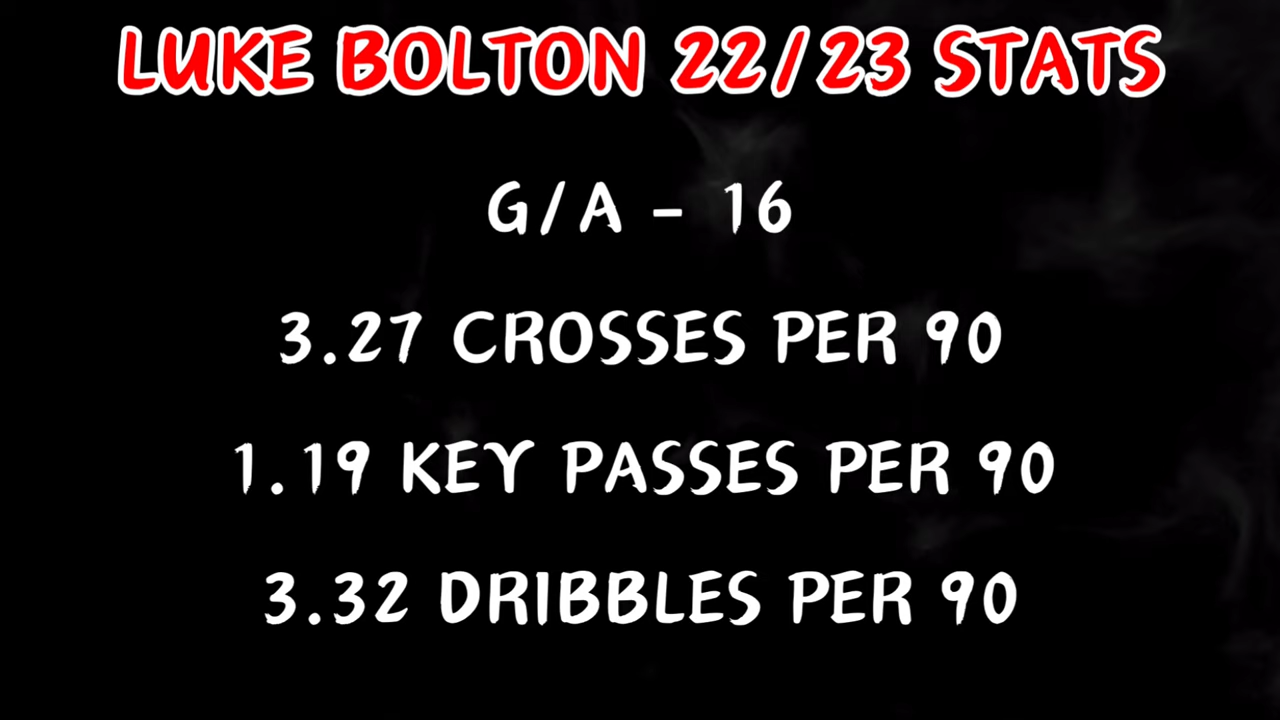 LUKE BOLTON 22/23 STATS
G/A - 16
3.27 CROSSES PER 90
1.19 KEY PASSES PER 90
3.32 DRIBBLES PER 90